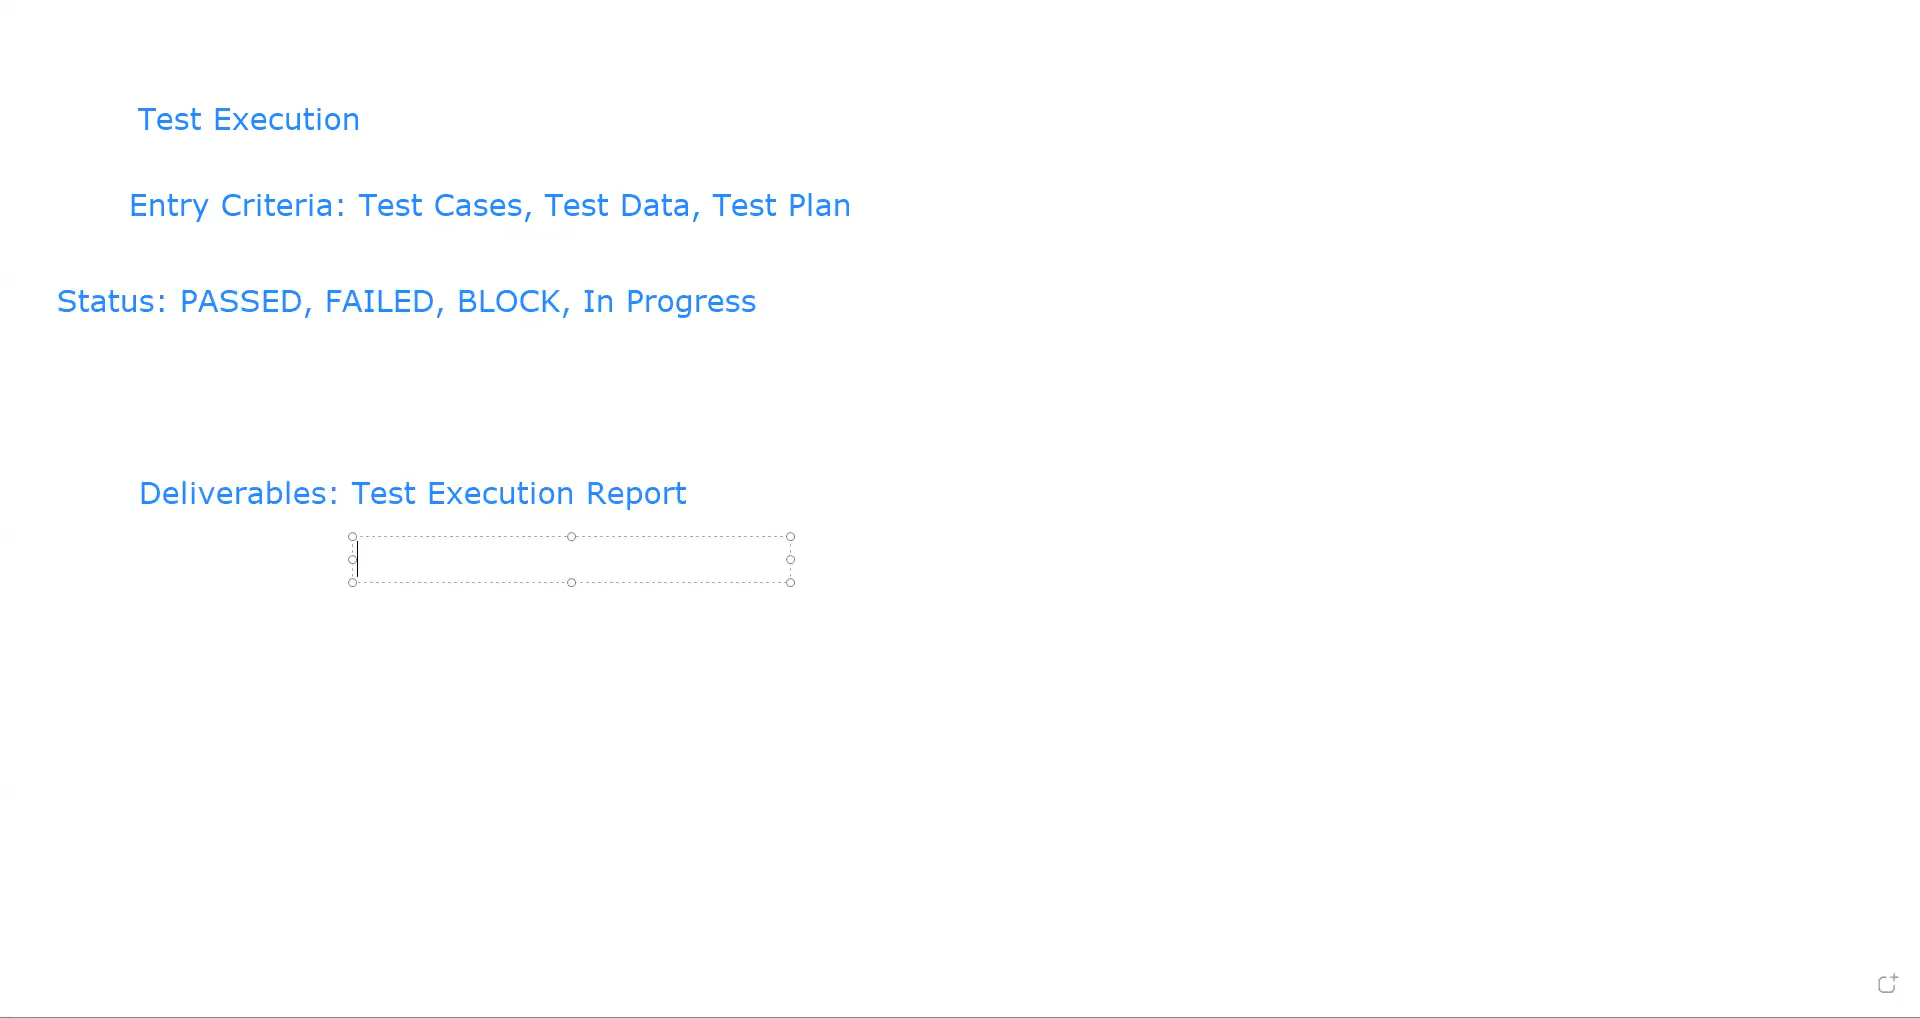 Test Execution
Entry Criteria: Test Cases, Test Data, Test Plan
Status: PASSED, FAILED, BLOCK, In Progress
Deliverables: Test Execution Report